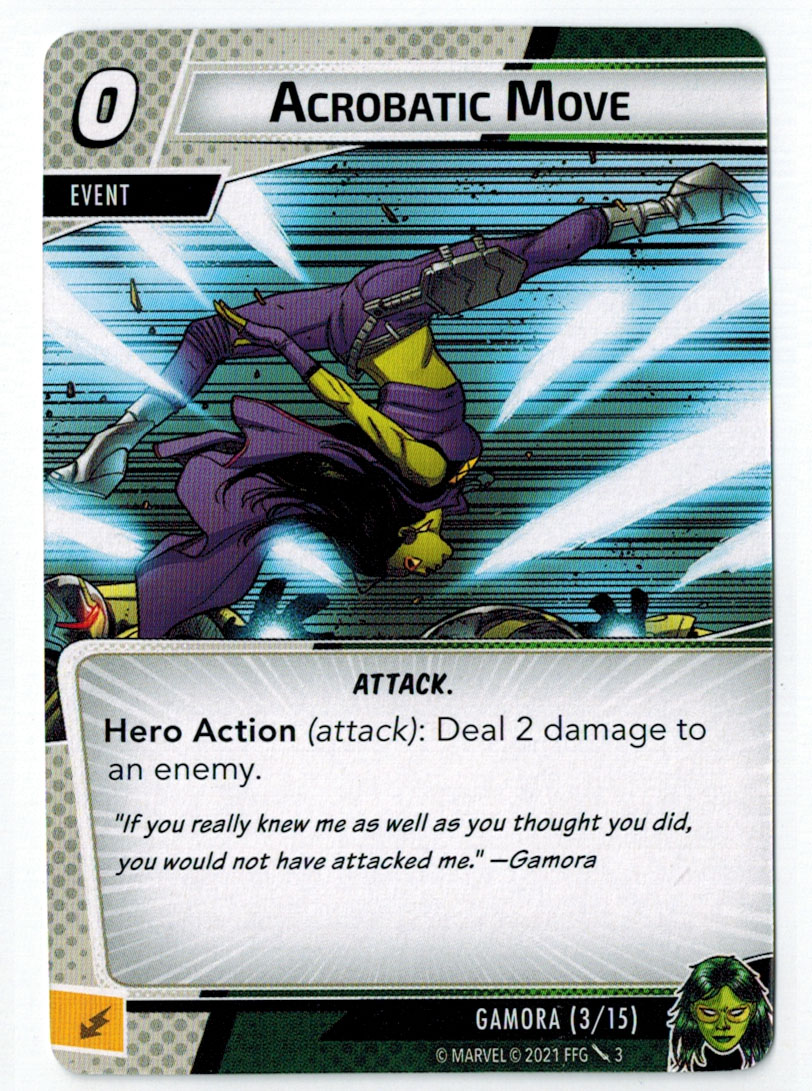 0
ACROBATIC MOVE
EVENT
ATTACK.
Hero Action (attack): Deal 2 damage to
an enemy.
"If you really knew me as well as you thought you did,
you would not have attacked me." —Gamora
GAMORA (3/15)
© MARVEL © 2021 FFG 3